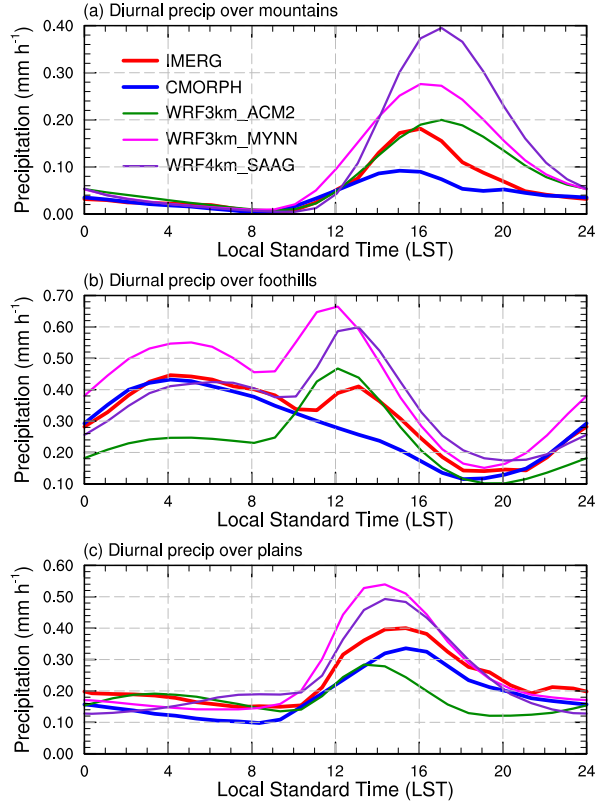 (a) Diurnal precip over mountains
Precipitation (mm h⁻¹)
0.40
0.30
0.20
0.10
0.00
IMERG
CMORPH
WRF3km_ACM2
WRF3km_MYNN
WRF4km_SAAG
0 4 8 12 16 20 24
Local Standard Time (LST)
(b) Diurnal precip over foothills
Precipitation (mm h⁻¹)
0.70
0.60
0.50
0.40
0.30
0.20
0.10
0 4 8 12 16 20 24
Local Standard Time (LST)
(c) Diurnal precip over plains
Precipitation (mm h⁻¹)
0.60
0.50
0.40
0.30
0.20
0.10
0.00
0 4 8 12 16 20 24
Local Standard Time (LST)